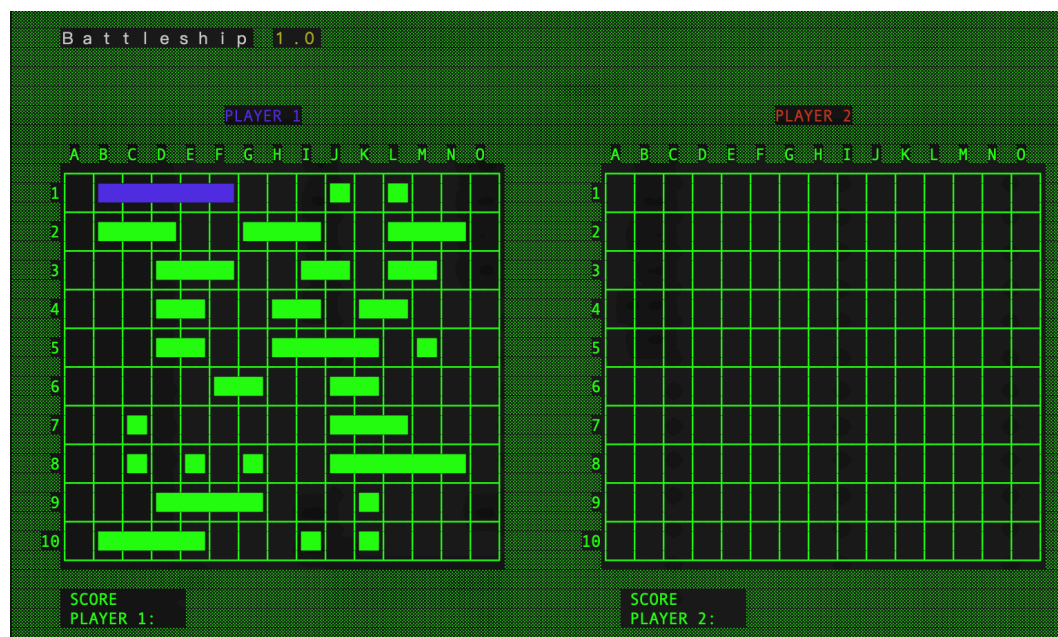 Battleship 1.0
PLAYER 1
PLAYER 2
A B C D E F G H I J K L M N O
A B C D E F G H I J K L M N O
1
2
3
4
5
6
7
8
9
10
1
2
3
4
5
6
7
8
9
10
SCORE
PLAYER 1:
SCORE
PLAYER 2: